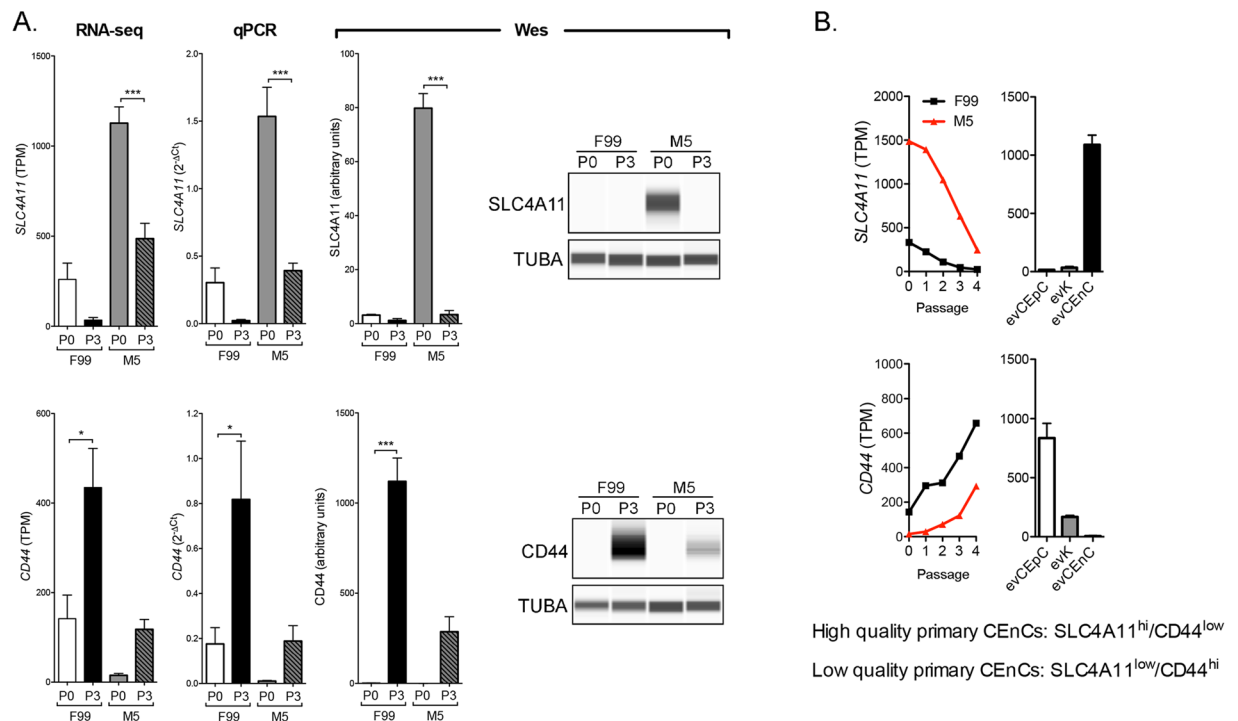 A.
RNA-seq
qPCR
Wes
B.
SLC4A11 (TPM)
1500
1000
500
0
***
P0 P3 P0 P3
F99 M5
SLC4A11 (2^-ΔCt)
2.0
1.5
1.0
0.5
0.0
***
P0 P3 P0 P3
F99 M5
SLC4A11 (arbitrary units)
100
80
60
40
20
0
***
P0 P3 P0 P3
F99 M5
F99 M5
P0 P3 P0 P3
SLC4A11
TUBA
SLC4A11 (TPM)
2000
1500
1000
500
0
F99
M5
0 1 2 3 4
Passage
1500
1000
500
0
evCEpC
evK
evCEnC
CD44 (TPM)
600
400
200
0
*
P0 P3 P0 P3
F99 M5
CD44 (2^-ΔCt)
1.2
1.0
0.8
0.6
0.4
0.2
0.0
*
P0 P3 P0 P3
F99 M5
CD44 (arbitrary units)
1500
1000
500
0
***
P0 P3 P0 P3
F99 M5
F99 M5
P0 P3 P0 P3
CD44
TUBA
CD44 (TPM)
1000
800
600
400
200
0
0 1 2 3 4
Passage
1500
1000
500
0
evCEpC
evK
evCEnC
High quality primary CEnCs: SLC4A11^hi/CD44^low
Low quality primary CEnCs: SLC4A11^low/CD44^hi